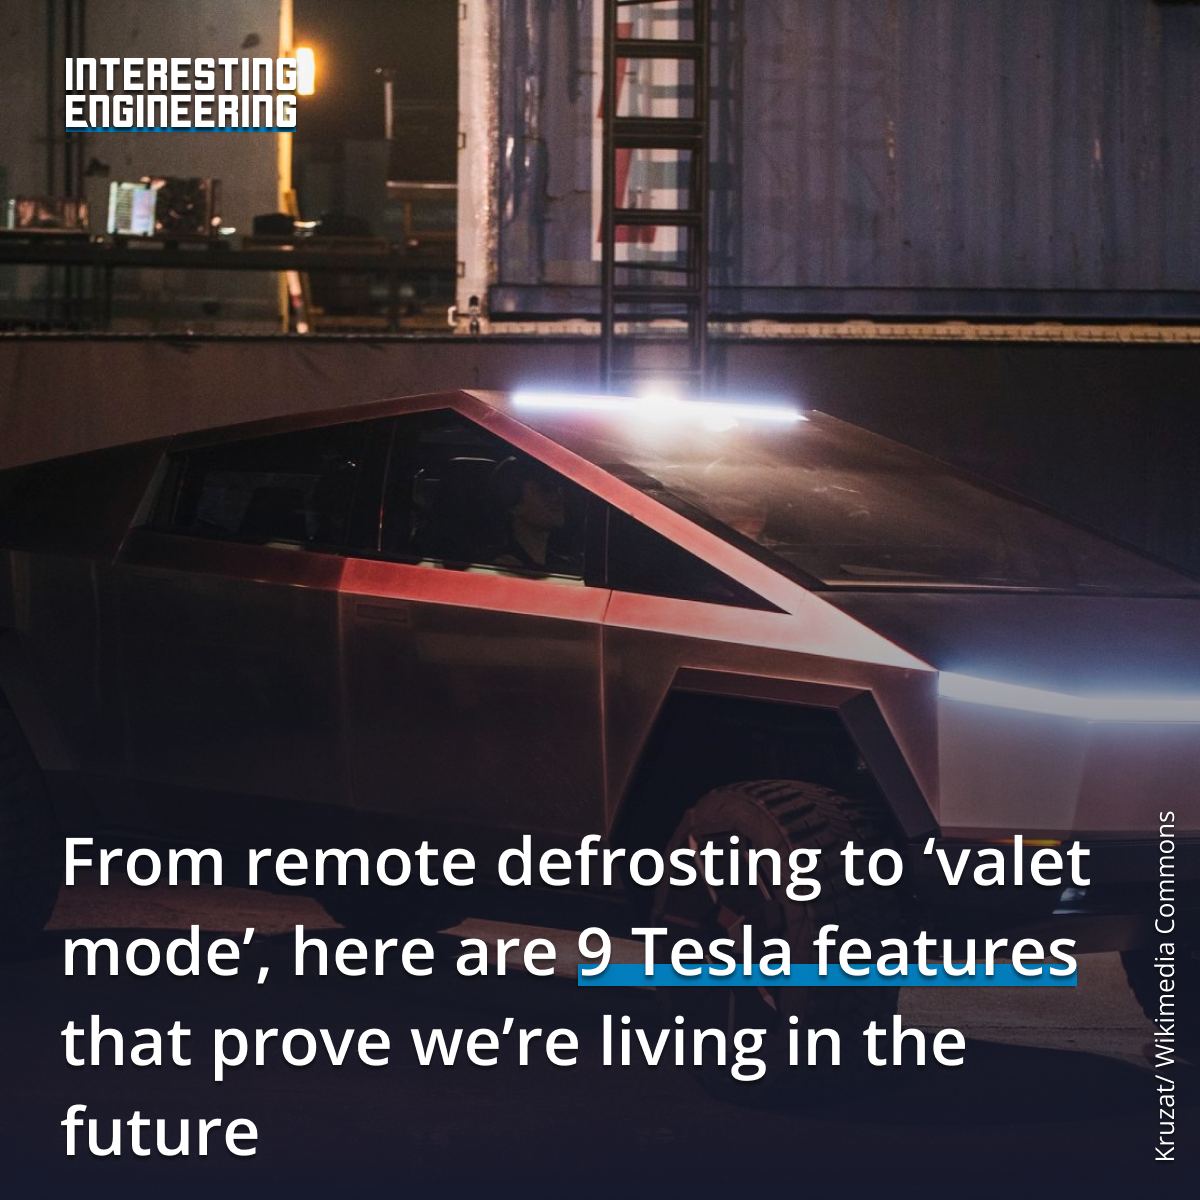 INTERESTING
ENGINEERING
From remote defrosting to ‘valet
mode’, here are 9 Tesla features
that prove we’re living in the
future
Kruzat/ Wikimedia Commons